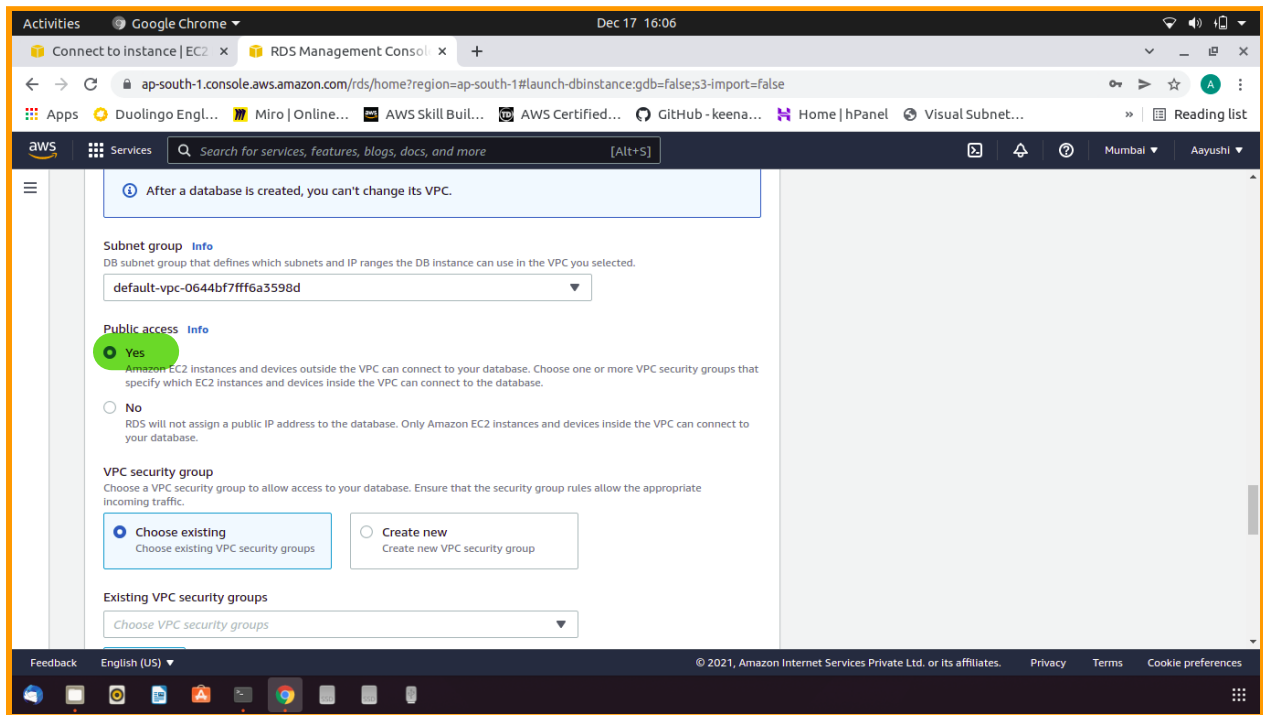 Activities Google Chrome Dec 17 16:06
Connect to instance | EC2 RDS Management Consol
ap-south-1.console.aws.amazon.com/rds/home?region=ap-south-1#launch-dbinstance:gdb=false;s3-import=false A
Apps Duolingo Engl... Miro | Online... AWS Skill Buil... AWS Certified... GitHub - keena... Home | hPanel Visual Subnet... » Reading list
aws Services Search for services, features, blogs, docs, and more [Alt+S] Mumbai Aayushi
After a database is created, you can't change its VPC.
Subnet group Info
DB subnet group that defines which subnets and IP ranges the DB instance can use in the VPC you selected.
default-vpc-0644bf7fff6a3598d
Public access Info
Yes
Amazon EC2 instances and devices outside the VPC can connect to your database. Choose one or more VPC security groups that
specify which EC2 instances and devices inside the VPC can connect to the database.
No
RDS will not assign a public IP address to the database. Only Amazon EC2 instances and devices inside the VPC can connect to
your database.
VPC security group
Choose a VPC security group to allow access to your database. Ensure that the security group rules allow the appropriate
incoming traffic.
Choose existing Create new
Choose existing VPC security groups Create new VPC security group
Existing VPC security groups
Choose VPC security groups
Feedback English (US) © 2021, Amazon Internet Services Private Ltd. or its affiliates. Privacy Terms Cookie preferences